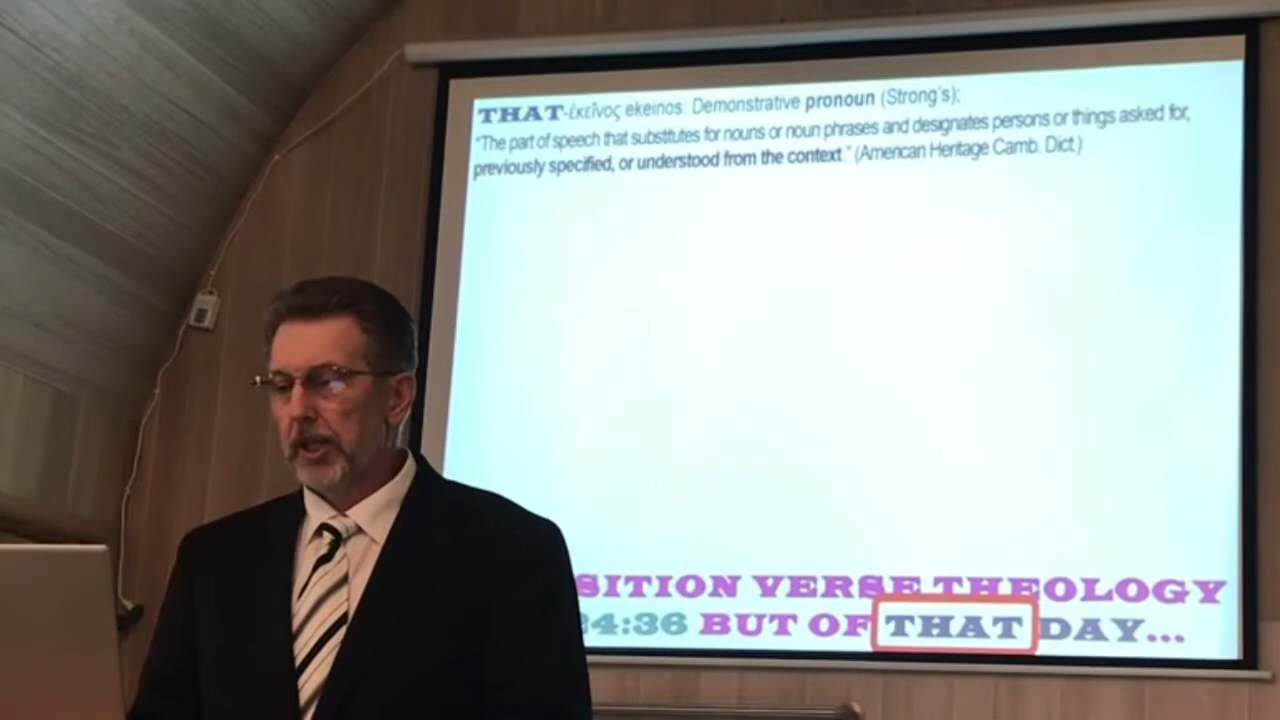 THAT-ἐκεῖνος ekeinos: Demonstrative pronoun (Strong's);
"The part of speech that substitutes for nouns or noun phrases and designates persons or things asked for,
previously specified, or understood from the context." (American Heritage Camb. Dict.)
SITION VERSE THEOLOGY
24:36 BUT OF THAT DAY...